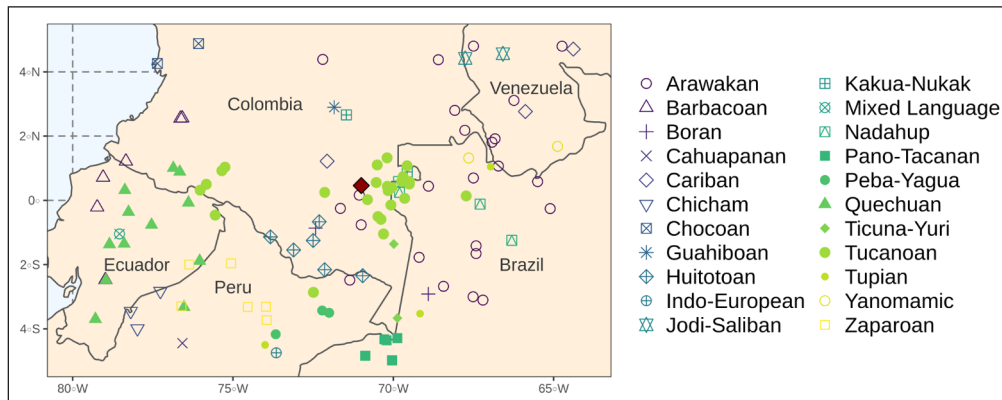 4°N
2°N
0°
2°S
4°S
80°W
75°W
70°W
65°W
Colombia
Venezuela
Ecuador
Peru
Brazil
Arawakan
Barbacoan
Boran
Cahuapanan
Cariban
Chicham
Chocoan
Guahiboan
Huitotoan
Indo-European
Jodi-Saliban
Kakua-Nukak
Mixed Language
Nadahup
Pano-Tacanan
Peba-Yagua
Quechuan
Ticuna-Yuri
Tucanoan
Tupian
Yanomamic
Zaparoan